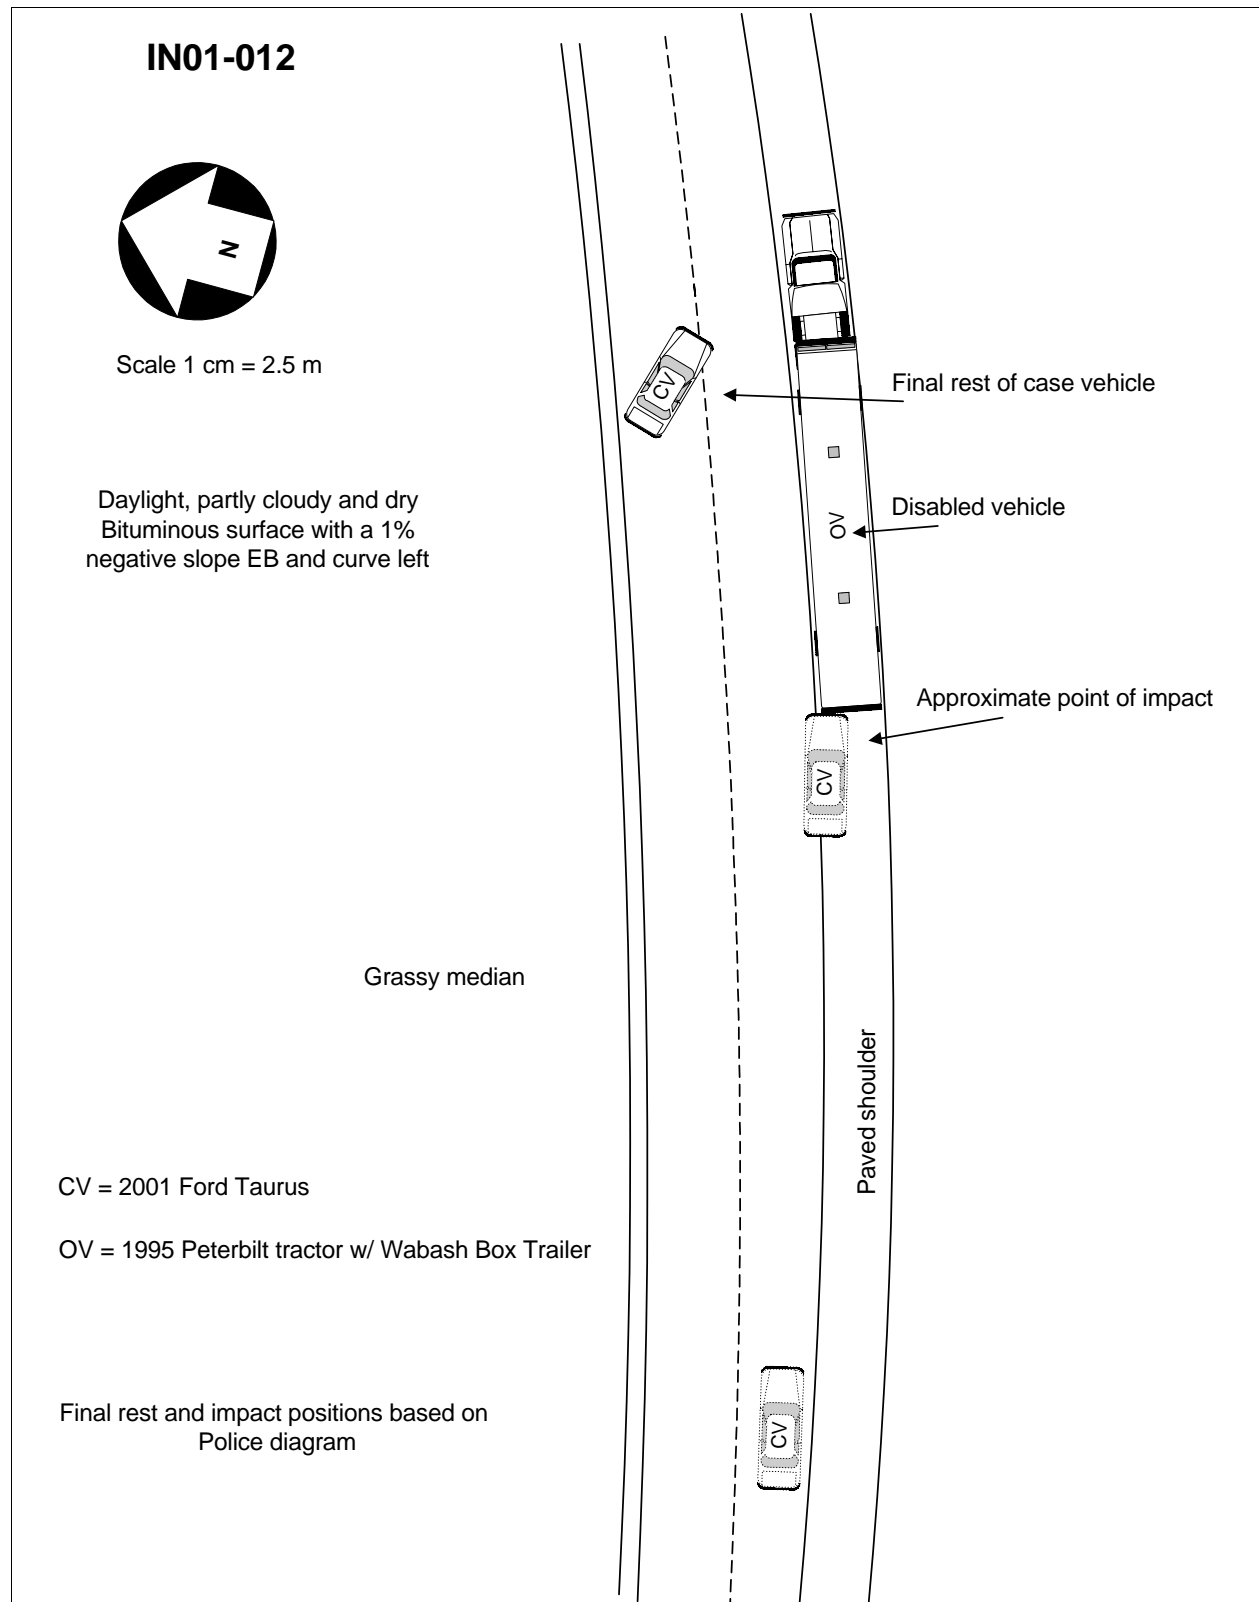 IN01-012
N
Scale 1 cm = 2.5 m
CV
Final rest of case vehicle
Daylight, partly cloudy and dry
Bituminous surface with a 1%
negative slope EB and curve left
OV
Disabled vehicle
Approximate point of impact
CV
Grassy median
Paved shoulder
CV = 2001 Ford Taurus
OV = 1995 Peterbilt tractor w/ Wabash Box Trailer
Final rest and impact positions based on
Police diagram
CV